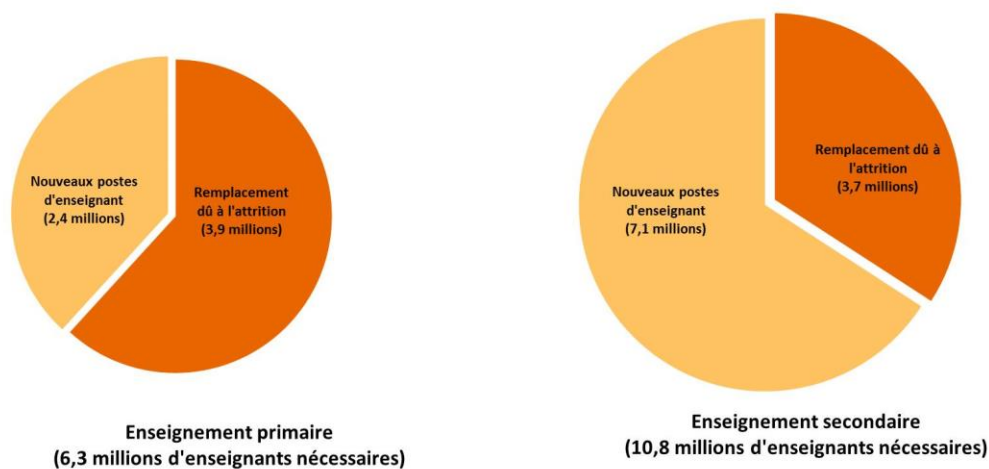 Nouveaux postes
d'enseignant
(2,4 millions)
Remplacement
dû à l'attrition
(3,9 millions)
Enseignement primaire
(6,3 millions d'enseignants nécessaires)
Remplacement dû à
l'attrition
(3,7 millions)
Nouveaux postes
d'enseignant
(7,1 millions)
Enseignement secondaire
(10,8 millions d'enseignants nécessaires)